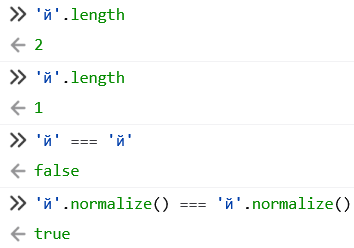 >> 'й'.length
← 2
>> 'й'.length
← 1
>> 'й' === 'й'
← false
>> 'й'.normalize() === 'й'.normalize()
← true